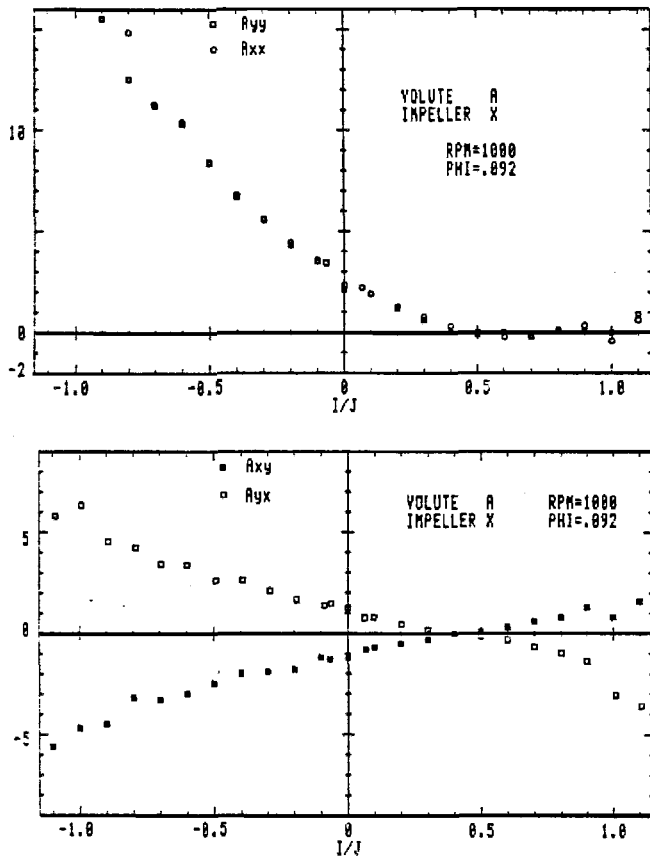 Ayy
Axx
VOLUTE A
IMPELLER X
RPM=1000
PHI=.092
10
0
-2
-1.0 -0.5 0 0.5 1.0
I/J
Axy
Ayx
VOLUTE A RPM=1000
IMPELLER X PHI=.092
5
0
-5
-1.0 -0.5 0 0.5 1.0
I/J